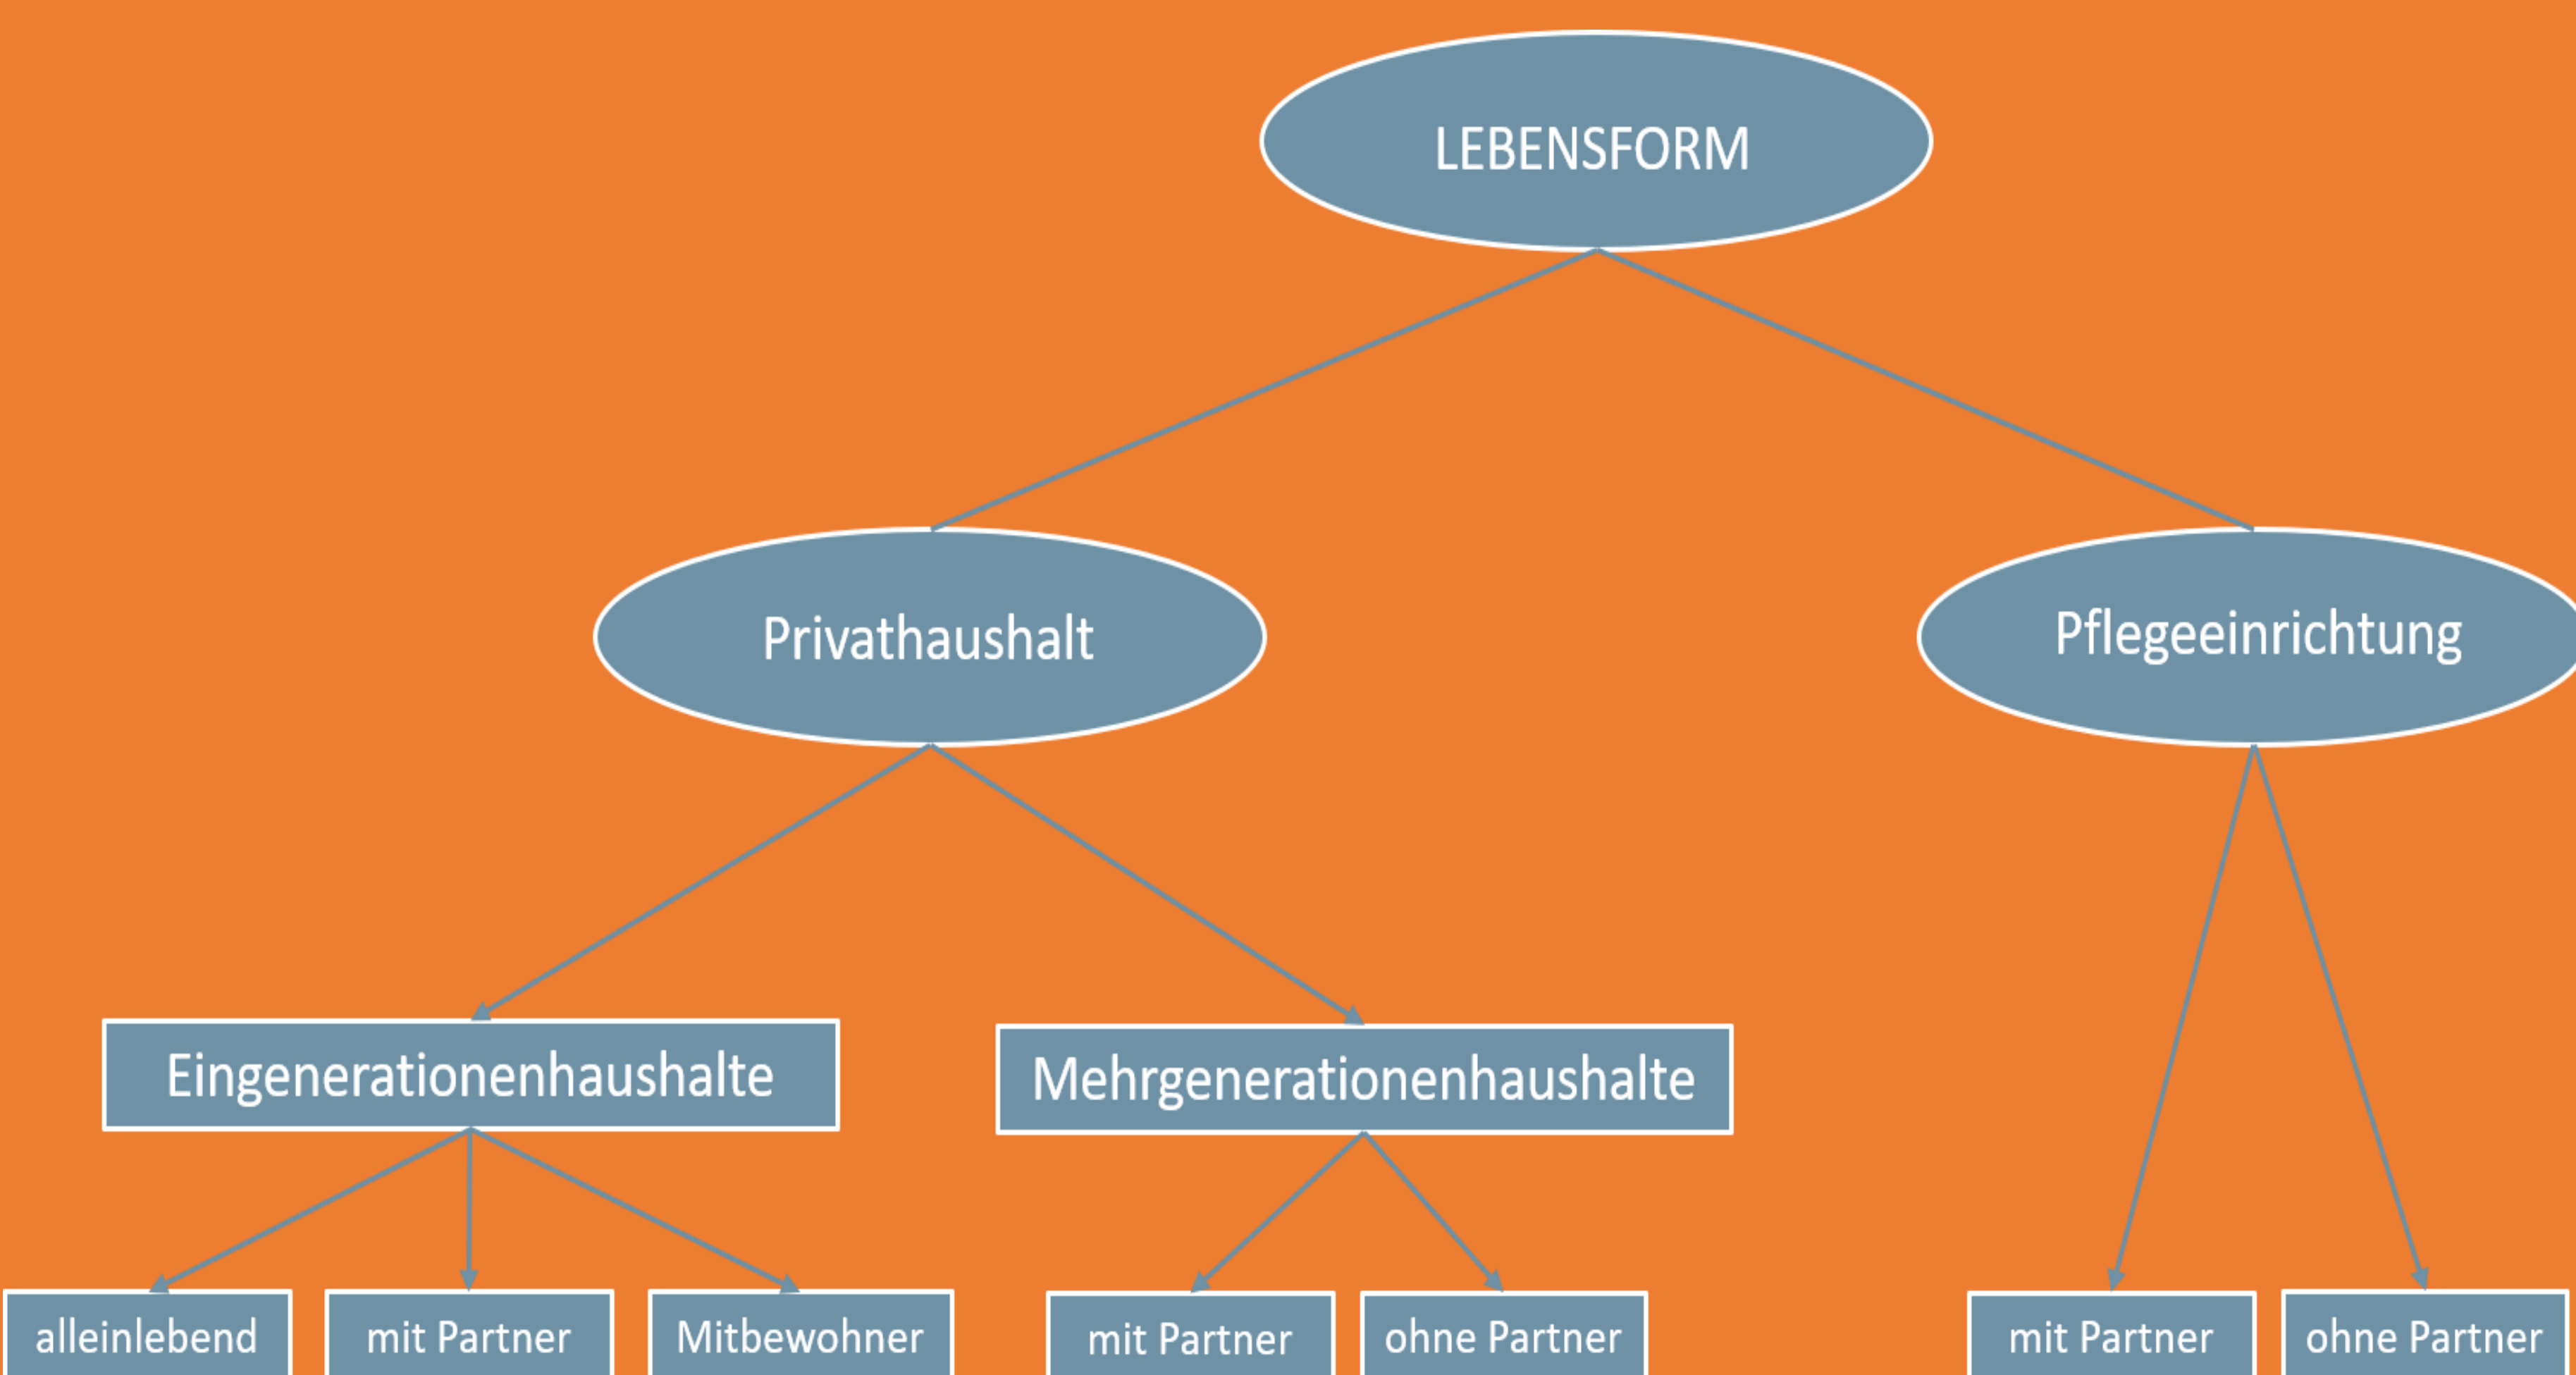 LEBENSFORM
Privathaushalt
Pflegeeinrichtung
Eingenerationenhaushalte
Mehrgenerationenhaushalte
alleinlebend
mit Partner
Mitbewohner
mit Partner
ohne Partner
mit Partner
ohne Partner